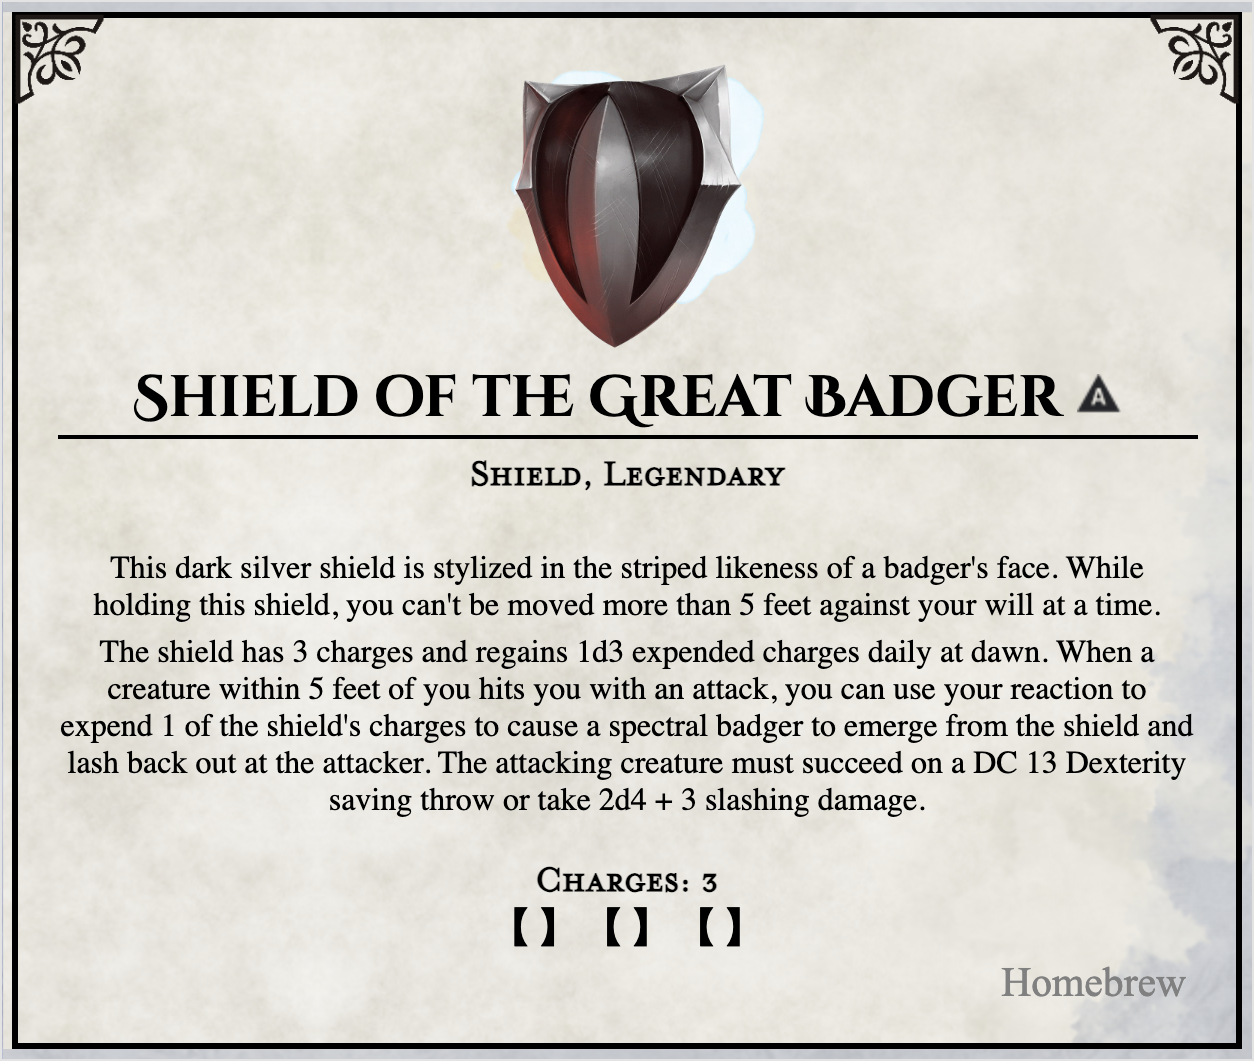 Shield of the Great Badger A
Shield, Legendary
This dark silver shield is stylized in the striped likeness of a badger's face. While
holding this shield, you can't be moved more than 5 feet against your will at a time.
The shield has 3 charges and regains 1d3 expended charges daily at dawn. When a
creature within 5 feet of you hits you with an attack, you can use your reaction to
expend 1 of the shield's charges to cause a spectral badger to emerge from the shield and
lash back out at the attacker. The attacking creature must succeed on a DC 13 Dexterity
saving throw or take 2d4 + 3 slashing damage.
Charges: 3
【】 【】 【】
Homebrew